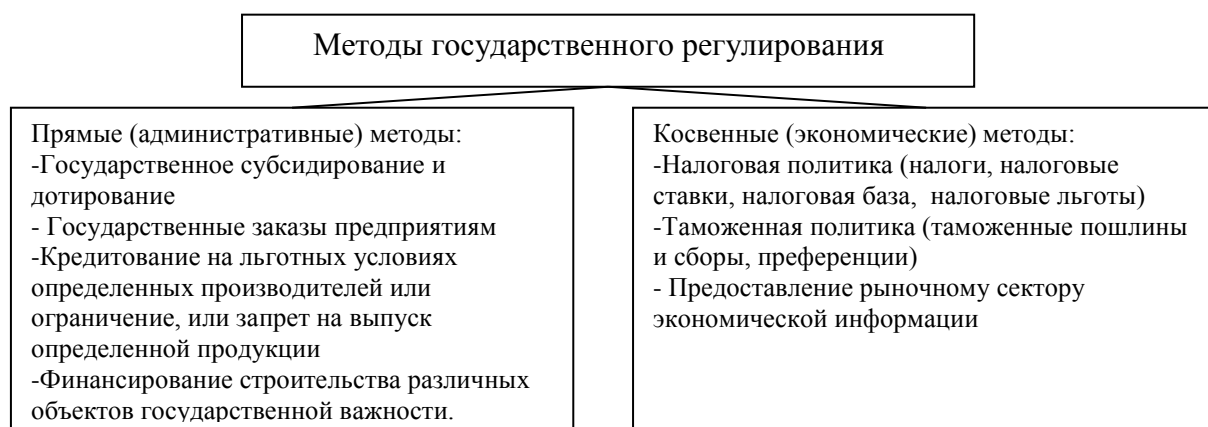 Методы государственного регулирования
Прямые (административные) методы:
-Государственное субсидирование и
дотирование
- Государственные заказы предприятиям
-Кредитование на льготных условиях
определенных производителей или
ограничение, или запрет на выпуск
определенной продукции
-Финансирование строительства различных
объектов государственной важности.
Косвенные (экономические) методы:
-Налоговая политика (налоги, налоговые
ставки, налоговая база,  налоговые льготы)
-Таможенная политика (таможенные пошлины
и сборы, преференции)
- Предоставление рыночному сектору
экономической информации